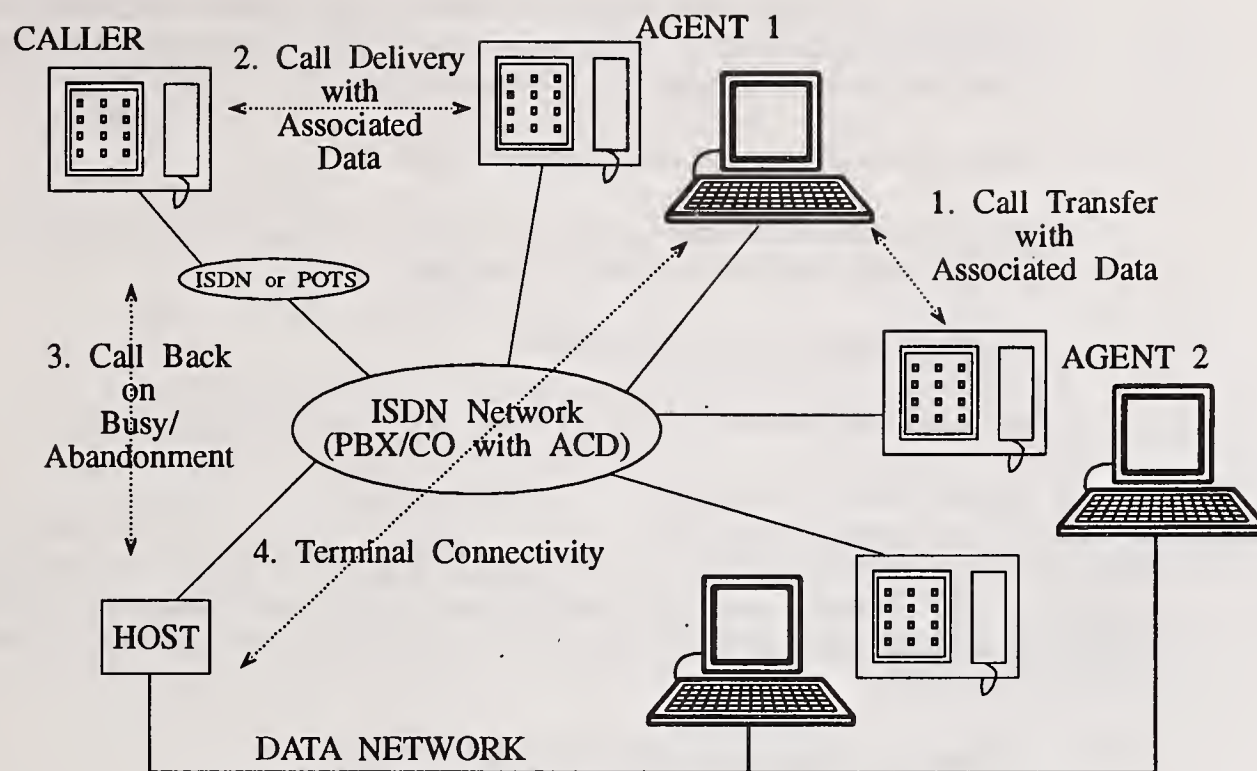 CALLER
2. Call Delivery
with
Associated
Data
AGENT 1
1. Call Transfer
with
Associated Data
ISDN or POTS
3. Call Back
on
Busy/
Abandonment
ISDN Network
(PBX/CO with ACD)
AGENT 2
4. Terminal Connectivity
HOST
DATA NETWORK